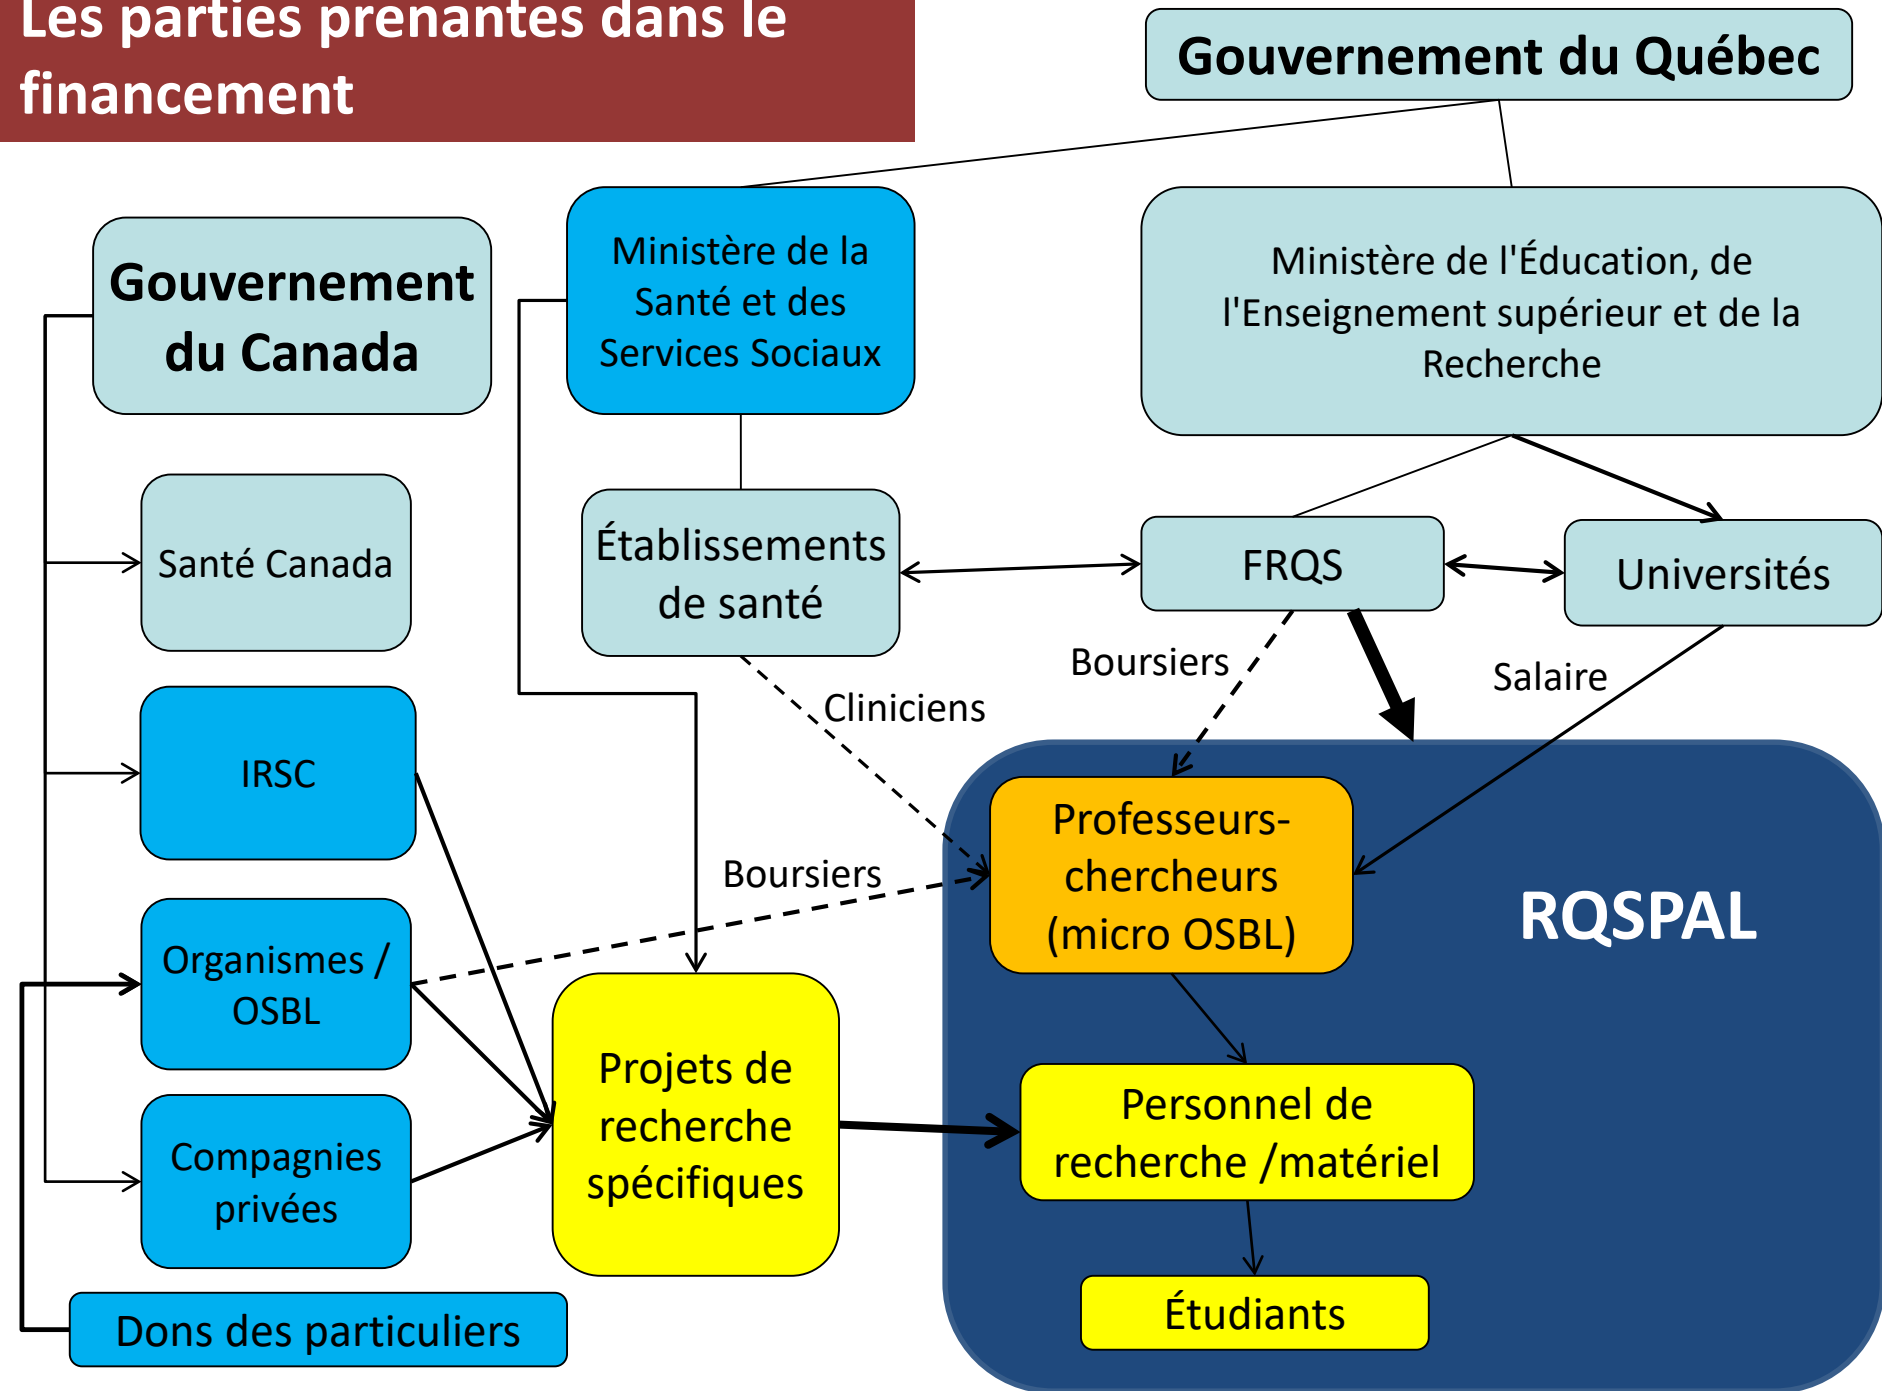 Les parties prenantes dans le
financement
Gouvernement du Québec
Gouvernement
du Canada
Ministère de la
Santé et des
Services Sociaux
Ministère de l'Éducation, de
l'Enseignement supérieur et de la
Recherche
Santé Canada
Établissements
de santé
FRQS
Universités
Boursiers
Salaire
Cliniciens
IRSC
Professeurs-
chercheurs
(micro OSBL)
Boursiers
RQSPAL
Organismes /
OSBL
Projets de
recherche
spécifiques
Personnel de
recherche /matériel
Compagnies
privées
Étudiants
Dons des particuliers